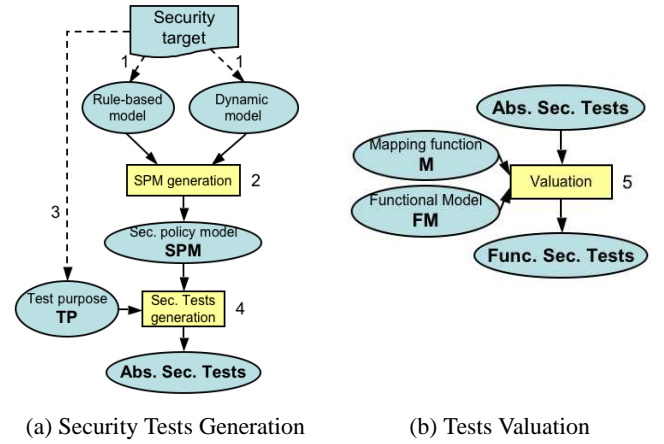 Security
target
1
1
Rule-based
model
Dynamic
model
SPM generation
2
3
Sec. policy model
SPM
Test purpose
TP
Sec. Tests
generation
4
Abs. Sec. Tests
(a) Security Tests Generation
Abs. Sec. Tests
Mapping function
M
Valuation
5
Functional Model
FM
Func. Sec. Tests
(b) Tests Valuation